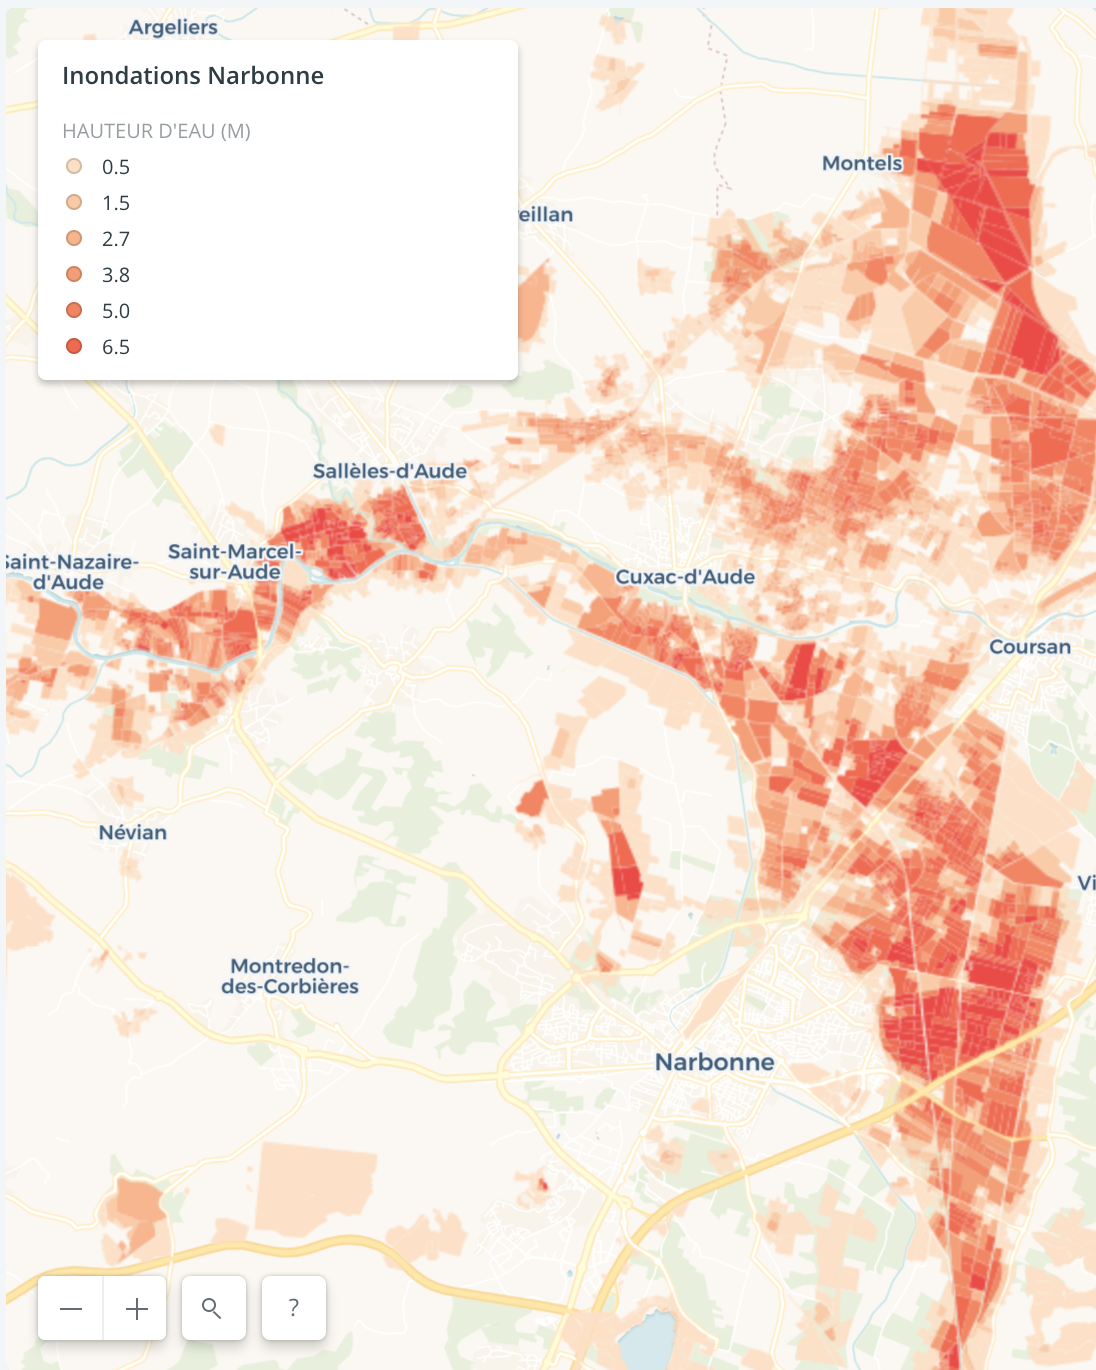 Argeliers
Inondations Narbonne
HAUTEUR D'EAU (M)
0.5
1.5
2.7
3.8
5.0
6.5
Montels
eillan
Sallèles-d'Aude
Saint-Marcel-
sur-Aude
Saint-Nazaire-
d'Aude
Cuxac-d'Aude
Coursan
Névian
Vi
Montredon-
des-Corbières
Narbonne
?